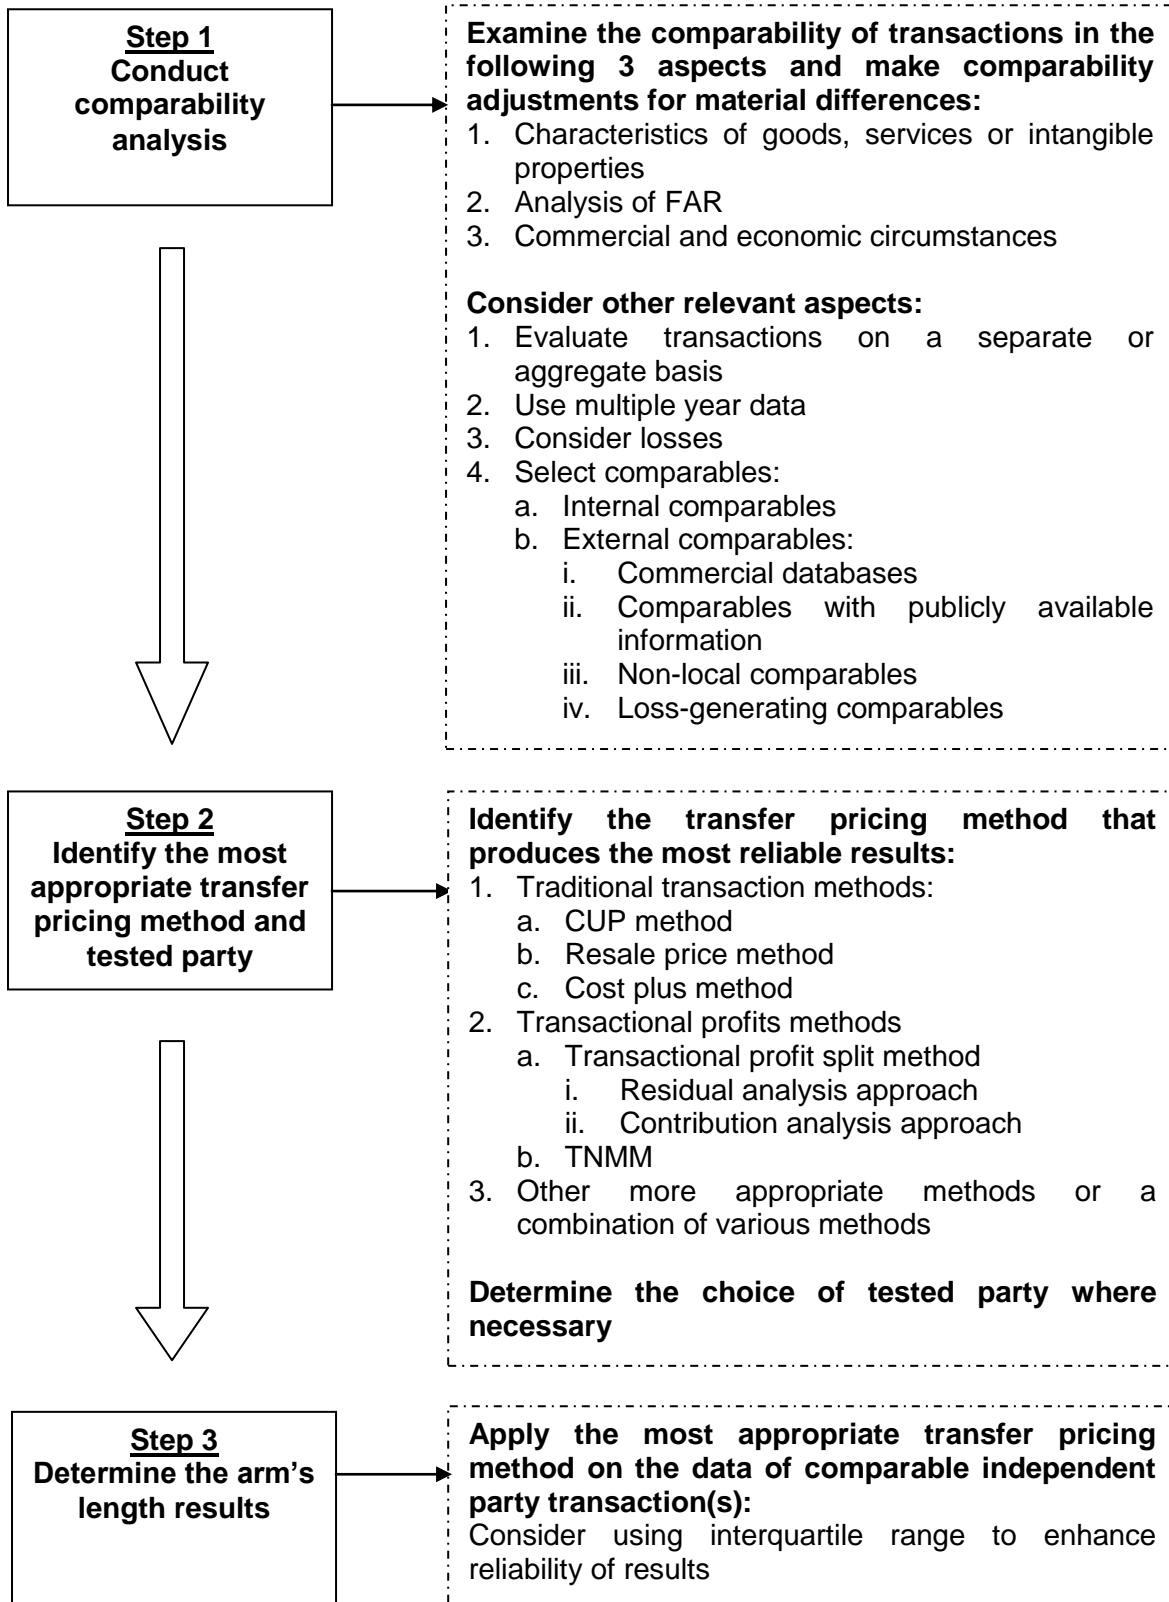 Step 1
Conduct
comparability
analysis
Examine the comparability of transactions in the
following 3 aspects and make comparability
adjustments for material differences:
1. Characteristics of goods, services or intangible
properties
2. Analysis of FAR
3. Commercial and economic circumstances
Consider other relevant aspects:
1. Evaluate transactions on a separate or
aggregate basis
2. Use multiple year data
3. Consider losses
4. Select comparables:
a. Internal comparables
b. External comparables:
i. Commercial databases
ii. Comparables with publicly available
information
iii. Non-local comparables
iv. Loss-generating comparables
Step 2
Identify the most
appropriate transfer
pricing method and
tested party
Identify the transfer pricing method that
produces the most reliable results:
1. Traditional transaction methods:
a. CUP method
b. Resale price method
c. Cost plus method
2. Transactional profits methods
a. Transactional profit split method
i. Residual analysis approach
ii. Contribution analysis approach
b. TNMM
3. Other more appropriate methods or a
combination of various methods
Determine the choice of tested party where
necessary
Step 3
Determine the arm's
length results
Apply the most appropriate transfer pricing
method on the data of comparable independent
party transaction(s):
Consider using interquartile range to enhance
reliability of results